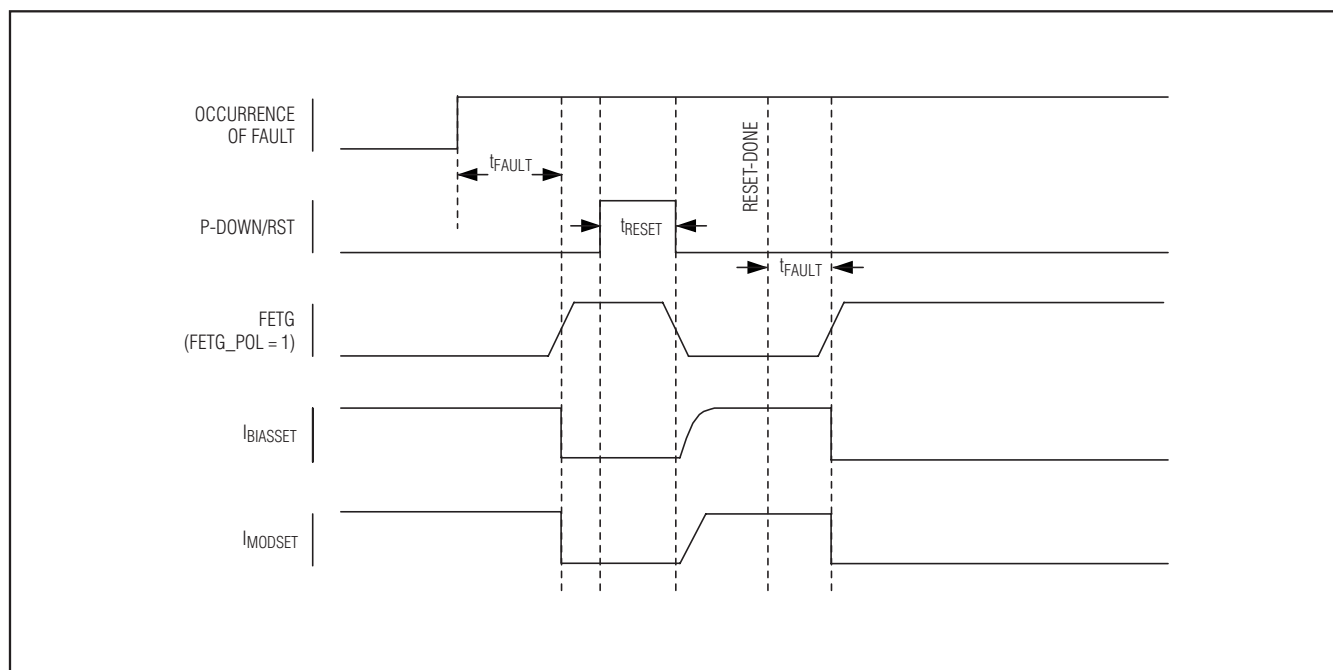 OCCURRENCE
OF FAULT
tFAULT
RESET-DONE
P-DOWN/RST
tRESET
tFAULT
FETG
(FETG_POL = 1)
IBIASSET
IMODSET